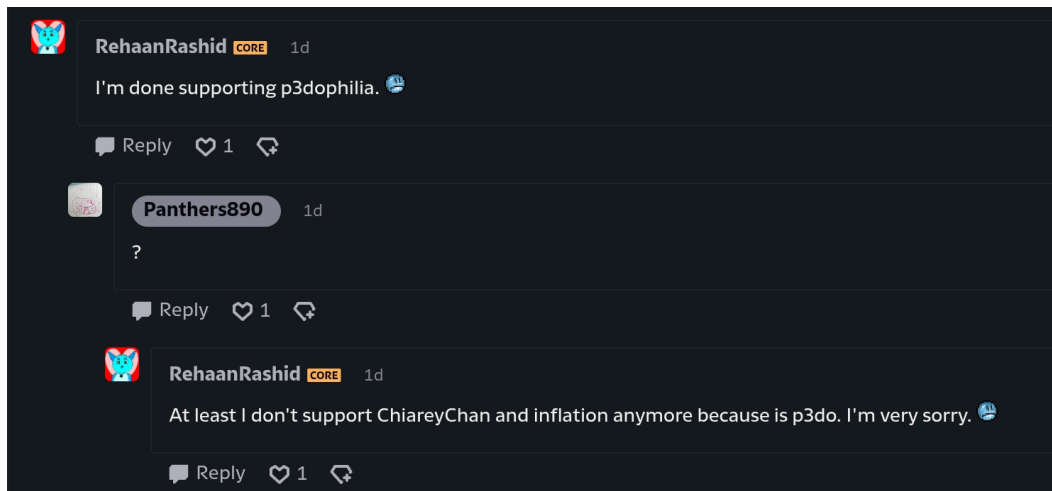 RehaanRashid CORE 1d
I'm done supporting p3dophilia.
Reply 1
Panthers890 1d
?
Reply 1
RehaanRashid CORE 1d
At least I don't support ChiareyChan and inflation anymore because is p3do. I'm very sorry.
Reply 1